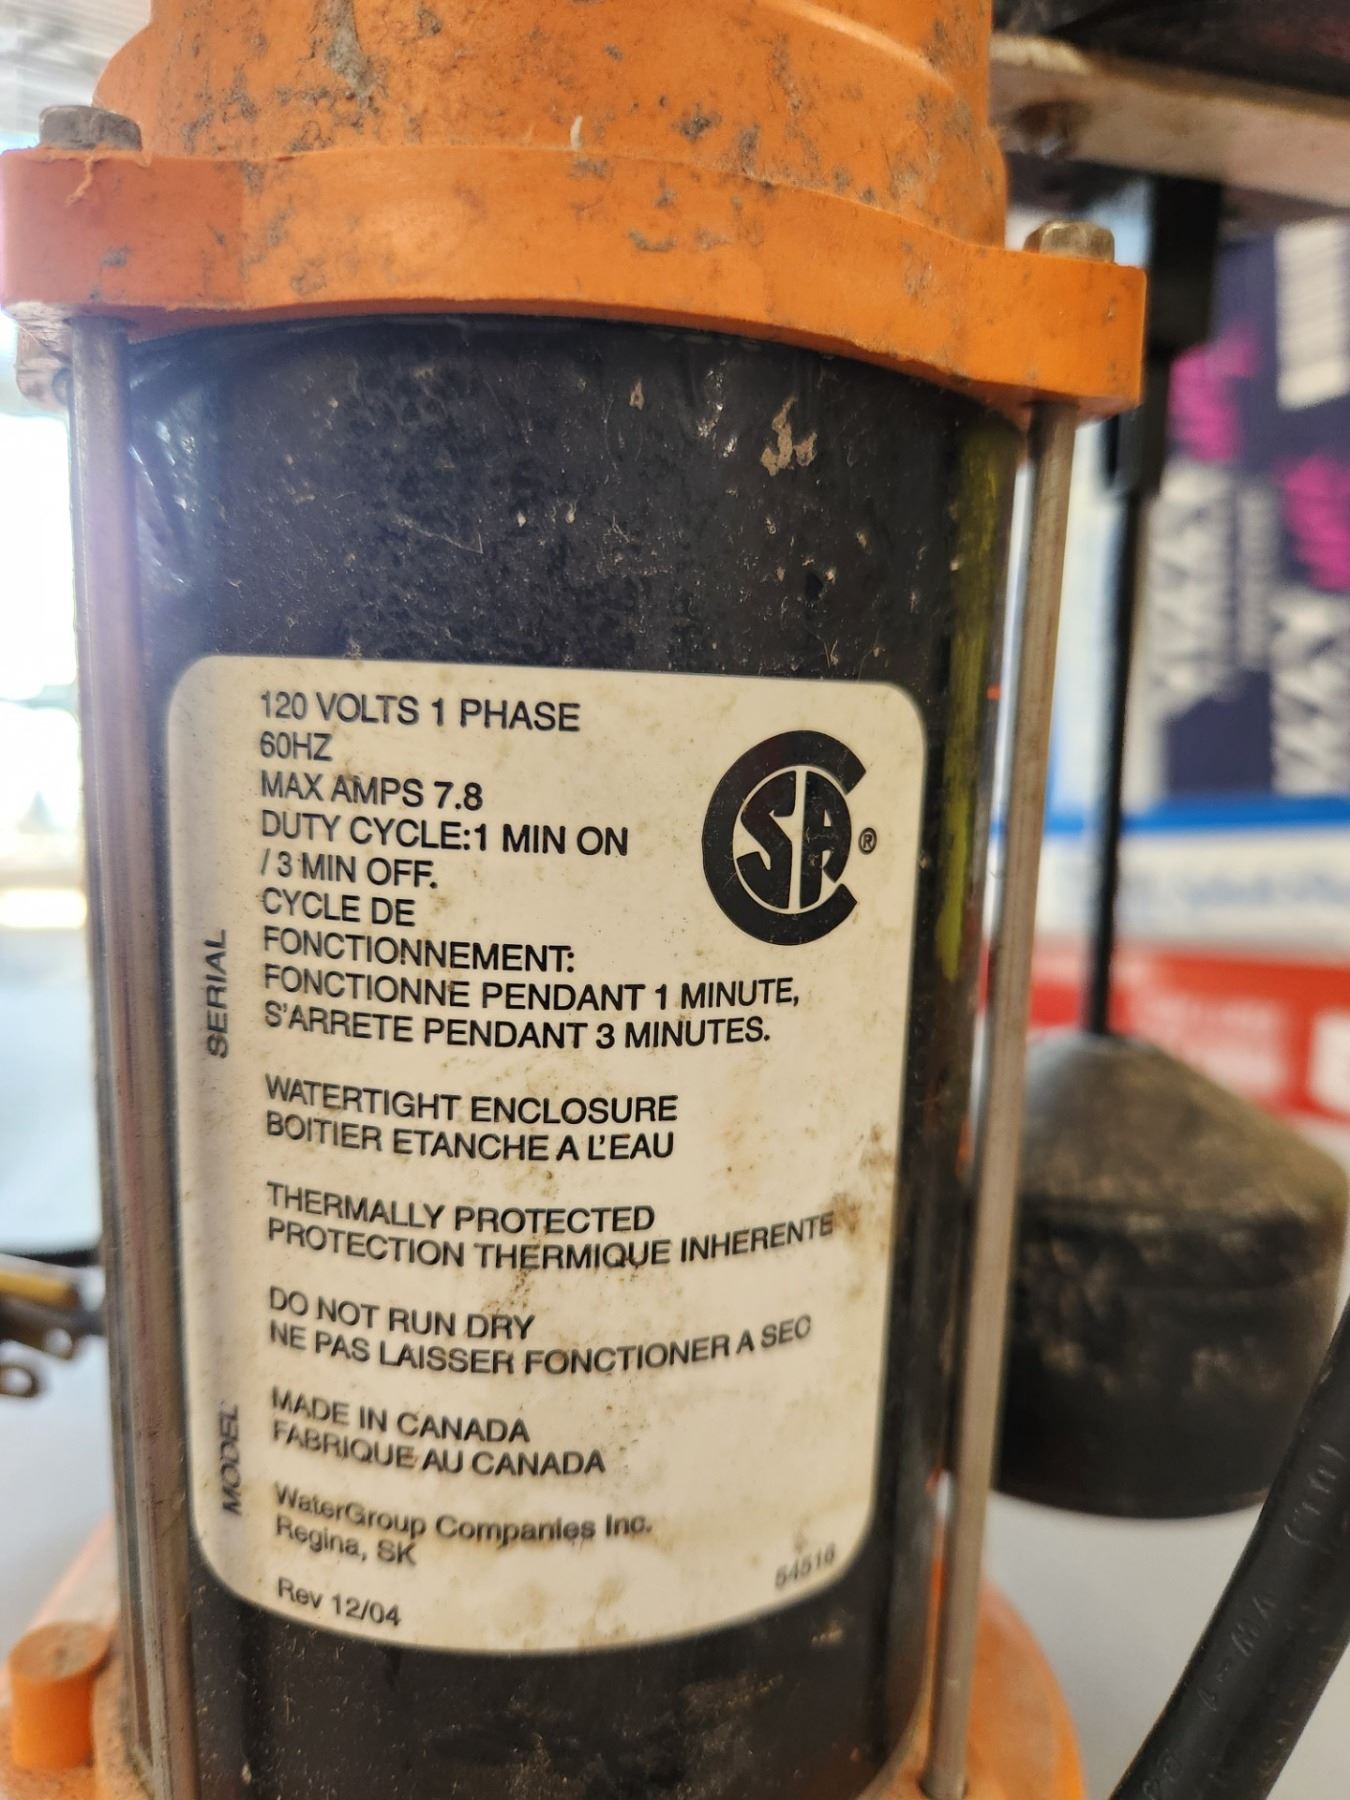 120 VOLTS 1 PHASE
60HZ
MAX AMPS 7.8
DUTY CYCLE:1 MIN ON
/ 3 MIN OFF.
CYCLE DE
FONCTIONNEMENT:
FONCTIONNE PENDANT 1 MINUTE,
S'ARRETE PENDANT 3 MINUTES.
WATERTIGHT ENCLOSURE
BOITIER ETANCHE A L'EAU
THERMALLY PROTECTED
PROTECTION THERMIQUE INHERENTE
DO NOT RUN DRY
NE PAS LAISSER FONCTIONER A SEC
MADE IN CANADA
FABRIQUE AU CANADA
WaterGroup Companies Inc.
Regina, SK
Rev 12/04
54516
SERIAL
MODEL
CSA®